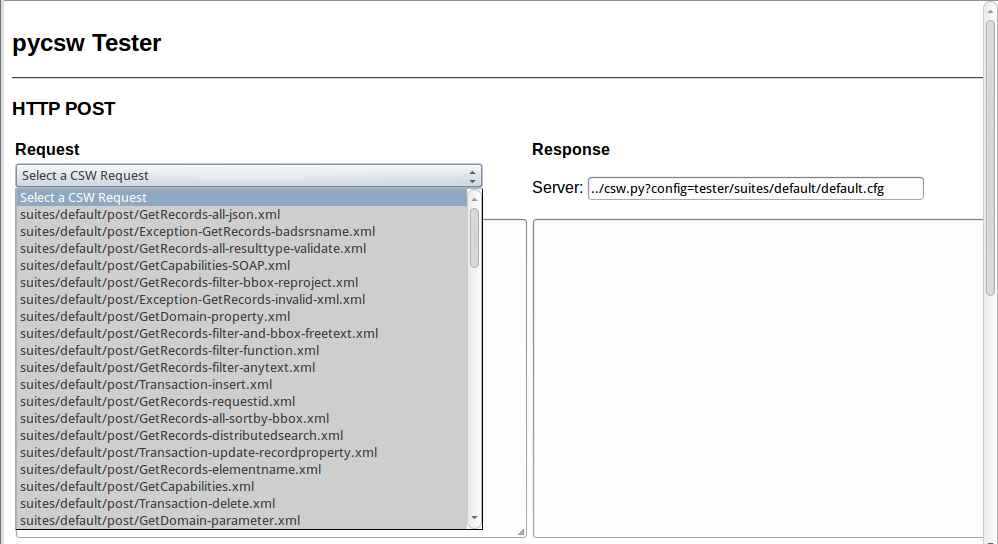 pycsw Tester
HTTP POST
Request
Response
Select a CSW Request
Server: ../csw.py?config=tester/suites/default/default.cfg
Select a CSW Request
suites/default/post/GetRecords-all-json.xml
suites/default/post/Exception-GetRecords-badsrsname.xml
suites/default/post/GetRecords-all-resulttype-validate.xml
suites/default/post/GetCapabilities-SOAP.xml
suites/default/post/GetRecords-filter-bbox-reproject.xml
suites/default/post/Exception-GetRecords-invalid-xml.xml
suites/default/post/GetDomain-property.xml
suites/default/post/GetRecords-filter-and-bbox-freetext.xml
suites/default/post/GetRecords-filter-function.xml
suites/default/post/GetRecords-filter-anytext.xml
suites/default/post/Transaction-insert.xml
suites/default/post/GetRecords-requestid.xml
suites/default/post/GetRecords-all-sortby-bbox.xml
suites/default/post/GetRecords-distributedsearch.xml
suites/default/post/Transaction-update-recordproperty.xml
suites/default/post/GetRecords-elementname.xml
suites/default/post/GetCapabilities.xml
suites/default/post/Transaction-delete.xml
suites/default/post/GetDomain-parameter.xml